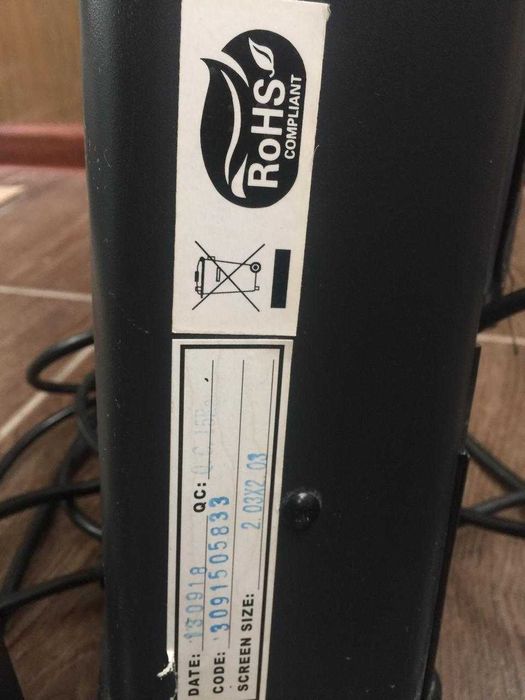 RoHS
COMPLIANT
DATE: 130918 QC:
CODE: 3091505833
SCREEN SIZE: 2.03X2.03